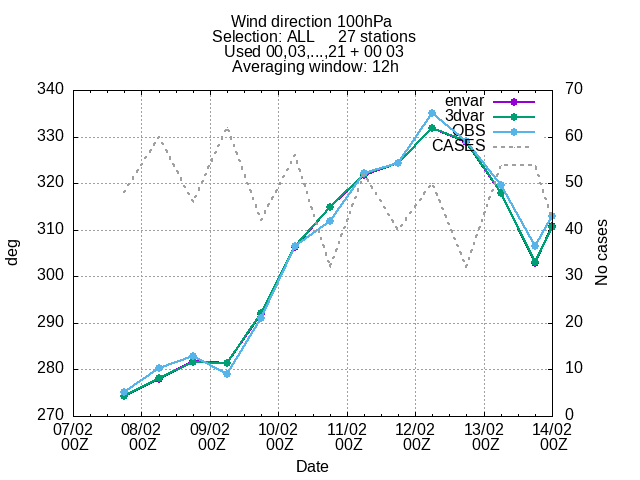 Wind direction 100hPa
Selection: ALL 27 stations
Used 00,03,...,21 + 00 03
Averaging window: 12h
340
330
320
310
300
290
280
270
deg
70
60
50
40
30
20
10
0
No cases
envar
3dvar
OBS
CASES
07/02 08/02 09/02 10/02 11/02 12/02 13/02 14/02
00Z 00Z 00Z 00Z 00Z 00Z 00Z 00Z
Date